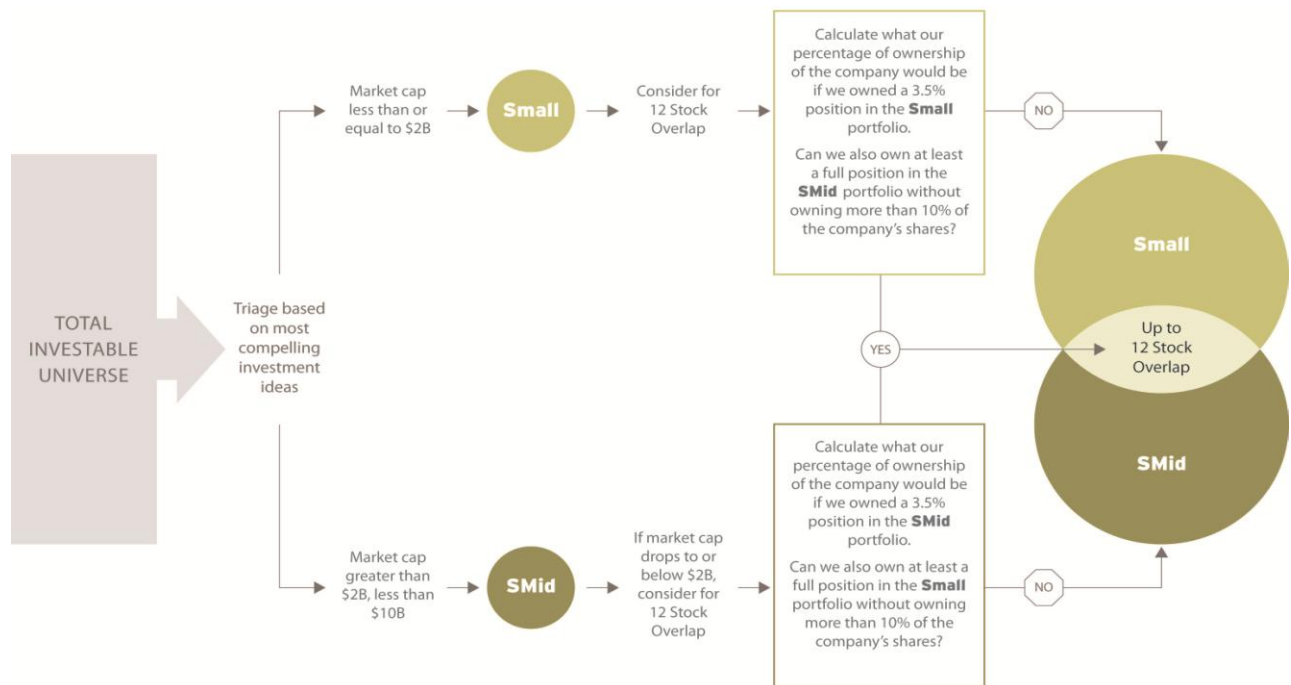 TOTAL
INVESTABLE
UNIVERSE
Triage based
on most
compelling
investment
ideas
Market cap
less than or
equal to $2B
Small
Consider for
12 Stock
Overlap
Calculate what our
percentage of ownership
of the company would be
if we owned a 3.5%
position in the Small
portfolio.
Can we also own at least
a full position in the
SMid portfolio without
owning more than 10% of
the company's shares?
NO
YES
Small
Up to
12 Stock
Overlap
SMid
Market cap
greater than
$2B, less than
$10B
SMid
If market cap
drops to or
below $2B,
consider for
12 Stock
Overlap
Calculate what our
percentage of ownership
of the company would be
if we owned a 3.5%
position in the SMid
portfolio.
Can we also own at least a
full position in the Small
portfolio without owning
more than 10% of the
company's shares?
NO